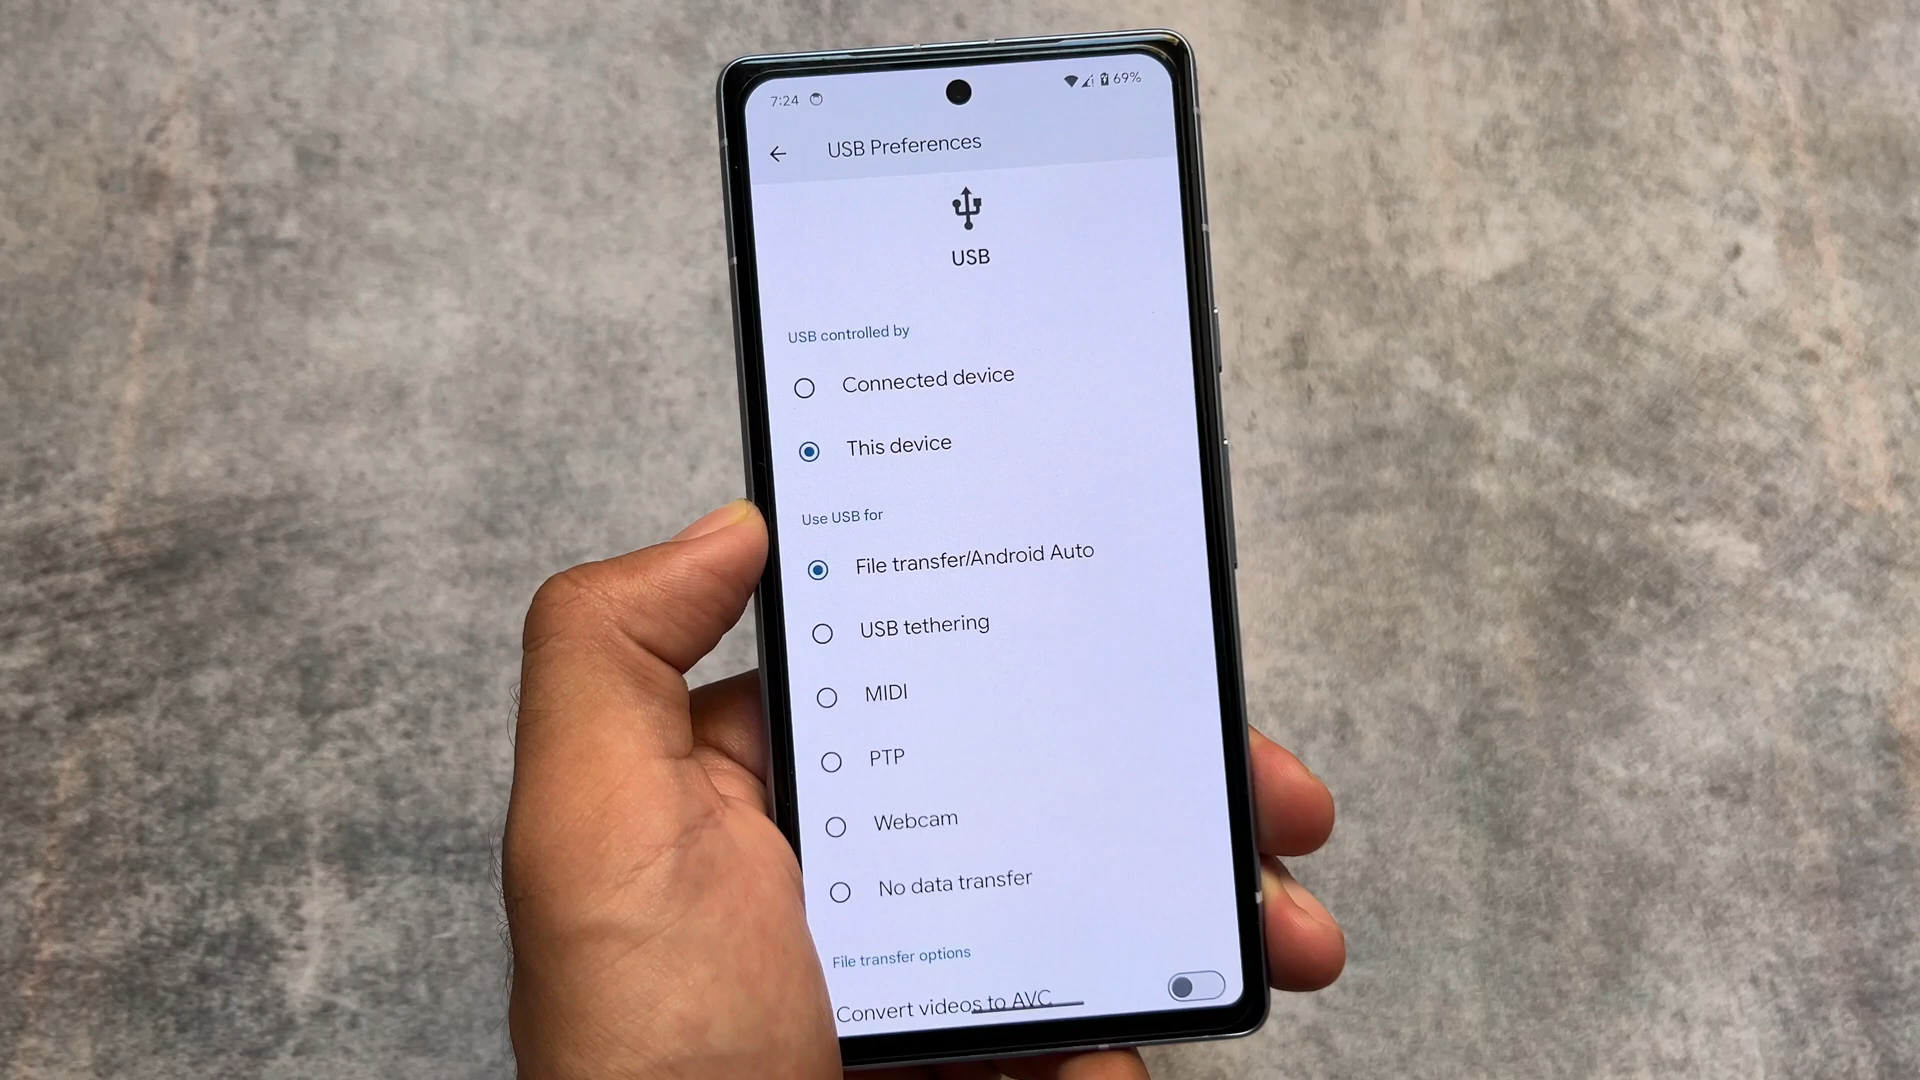 7:24
69%
USB Preferences
USB
USB controlled by
Connected device
This device
Use USB for
File transfer/Android Auto
USB tethering
MIDI
PTP
Webcam
No data transfer
File transfer options
Convert videos to AVC